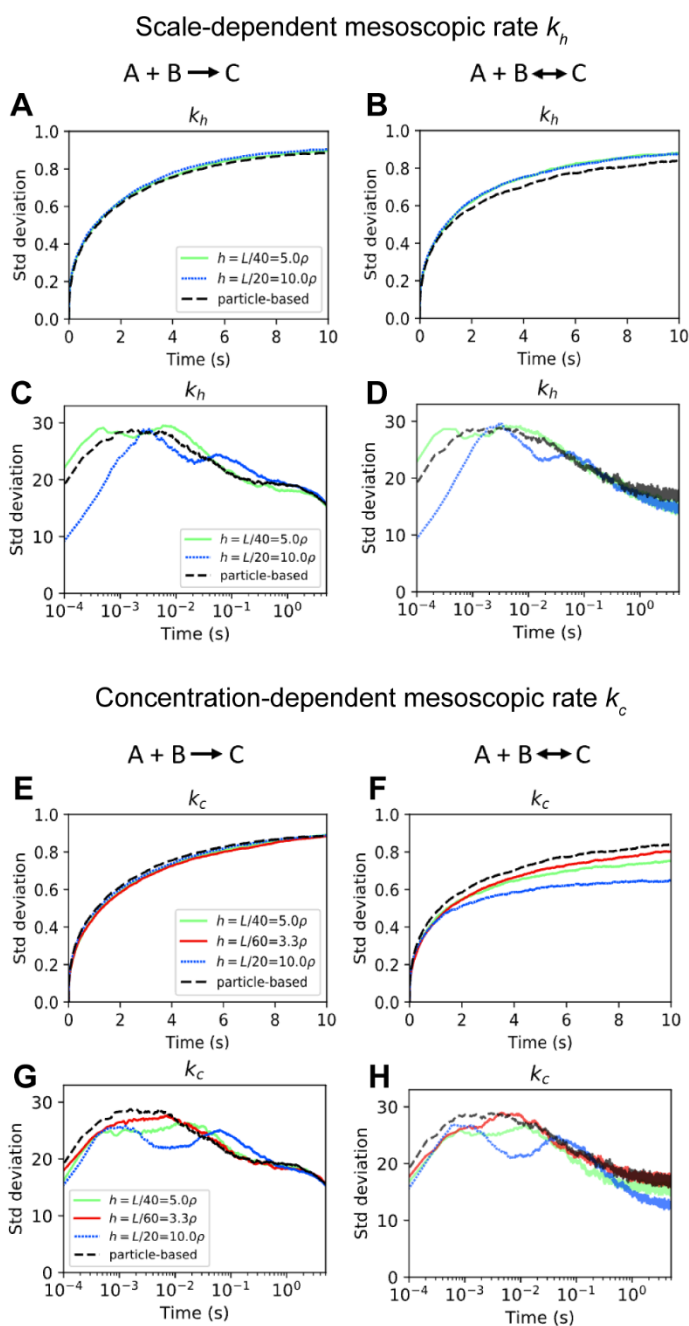 Scale-dependent mesoscopic rate k_h
A + B → C
A + B ↔ C
A
k_h
Std deviation
1.0
0.8
0.6
0.4
0.2
0.0
h = L/40=5.0ρ
h = L/20=10.0ρ
particle-based
0 2 4 6 8 10
Time (s)
B
k_h
Std deviation
1.0
0.8
0.6
0.4
0.2
0.0
0 2 4 6 8 10
Time (s)
C
k_h
Std deviation
30
20
10
0
h = L/40=5.0ρ
h = L/20=10.0ρ
particle-based
10⁻⁴ 10⁻³ 10⁻² 10⁻¹ 10⁰
Time (s)
D
k_h
Std deviation
30
20
10
0
10⁻⁴ 10⁻³ 10⁻² 10⁻¹ 10⁰
Time (s)
Concentration-dependent mesoscopic rate k_c
A + B → C
A + B ↔ C
E
k_c
Std deviation
1.0
0.8
0.6
0.4
0.2
0.0
h = L/40=5.0ρ
h = L/60=3.3ρ
h = L/20=10.0ρ
particle-based
0 2 4 6 8 10
Time (s)
F
k_c
Std deviation
1.0
0.8
0.6
0.4
0.2
0.0
0 2 4 6 8 10
Time (s)
G
k_c
Std deviation
30
20
10
0
h = L/40=5.0ρ
h = L/60=3.3ρ
h = L/20=10.0ρ
particle-based
10⁻⁴ 10⁻³ 10⁻² 10⁻¹ 10⁰
Time (s)
H
k_c
Std deviation
30
20
10
0
10⁻⁴ 10⁻³ 10⁻² 10⁻¹ 10⁰
Time (s)